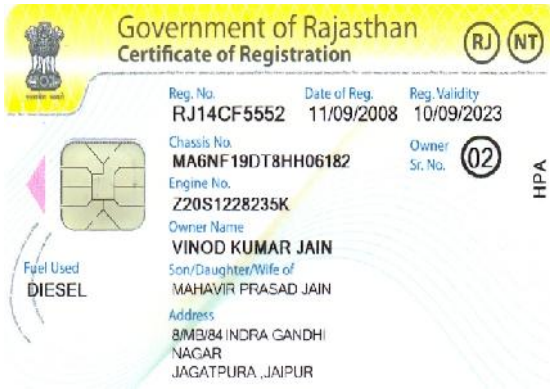 Government of Rajasthan
Certificate of Registration
RJ NT
Reg. No. Date of Reg. Reg. Validity
RJ14CF5552 11/09/2008 10/09/2023
Chassis No.
MA6NF19DT8HH06182
Owner
Sr. No. 02
HPA
Engine No.
Z20S1228235K
Owner Name
VINOD KUMAR JAIN
Fuel Used
DIESEL
Son/Daughter/Wife of
MAHAVIR PRASAD JAIN
Address
8/MB/84 INDRA GANDHI
NAGAR
JAGATPURA ,JAIPUR